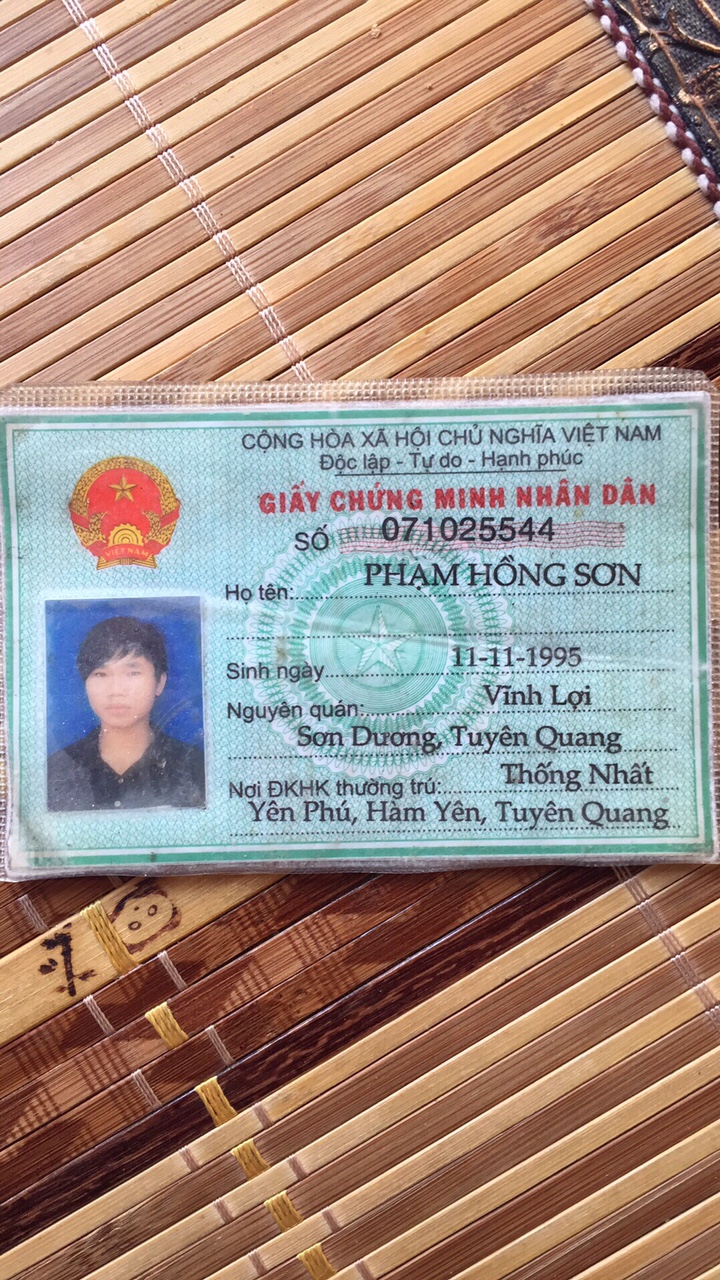 CỘNG HÒA XÃ HỘI CHỦ NGHĨA VIỆT NAM
Độc lập - Tự do - Hạnh phúc
GIẤY CHỨNG MINH NHÂN DÂN
SỐ 071025544
Họ tên: PHẠM HỒNG SƠN
Sinh ngày 11-11-1995
Nguyên quán: Vĩnh Lợi
Sơn Dương, Tuyên Quang
Nơi ĐKHK thường trú: Thống Nhất
Yên Phú, Hàm Yên, Tuyên Quang
VIỆT NAM